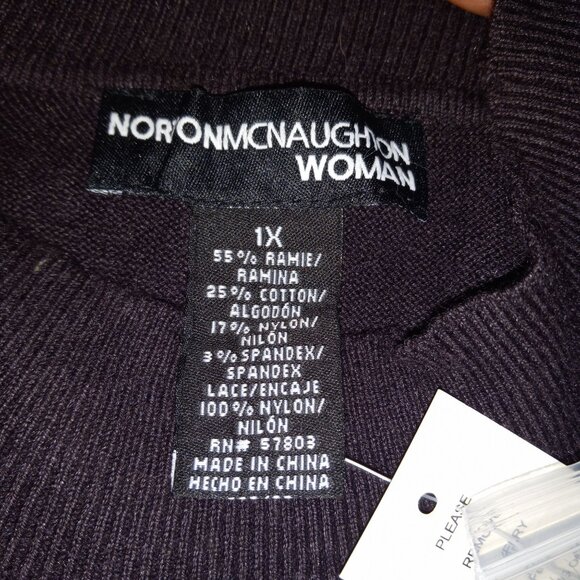 NORTONMCNAUGHTON
WOMAN
1X
55% RAMIE/
RAMINA
25% COTTON/
ALGODÓN
17% NYLON/
NILÓN
3% SPANDEX/
SPANDEX
LACE/ENCAJE
100% NYLON/
NILÓN
RN# 57803
MADE IN CHINA
HECHO EN CHINA
PLEASE